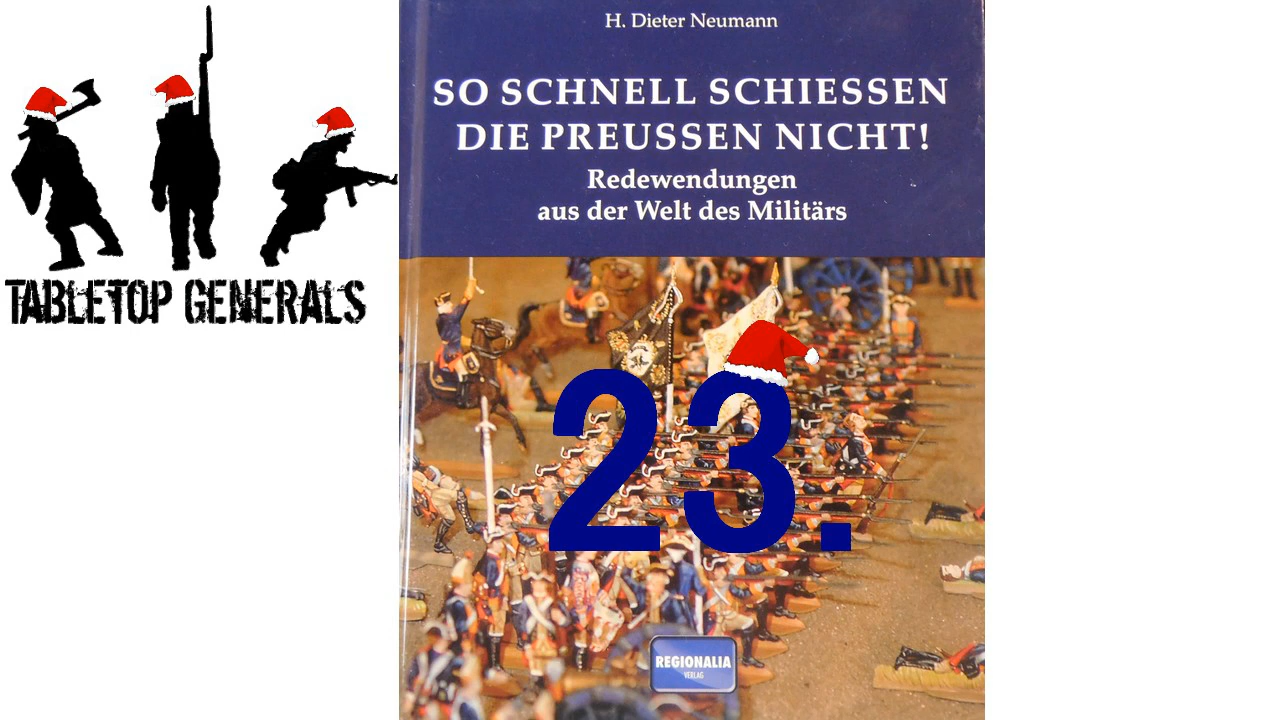 TABLETOP GENERALS
H. Dieter Neumann
SO SCHNELL SCHIESSEN
DIE PREUSSEN NICHT!
Redewendungen
aus der Welt des Militärs
23.
REGIONALIA
VERLAG